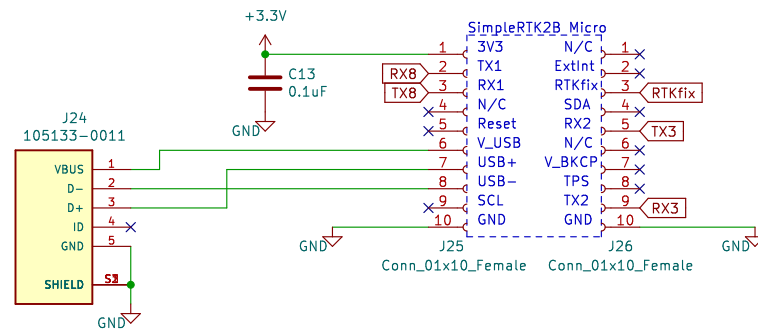 +3.3V
SimpleRTK2B_Micro
1 3V3 N/C 1
RX8 2 TX1 ExtInt 2
C13
0.1uF
TX8 3 RX1 RTKfix 3 RTKfix
4 N/C SDA 4
GND
5 Reset RX2 5 TX3
J24
105133-0011
6 V_USB N/C 6
VBUS 1
7 USB+ V_BKCP 7
D- 2
8 USB- TPS 8
D+ 3
9 SCL TX2 9 RX3
ID 4
10 GND GND 10
GND 5
GND
GND
J25
J26
Conn_01x10_Female
Conn_01x10_Female
SHIELD
GND